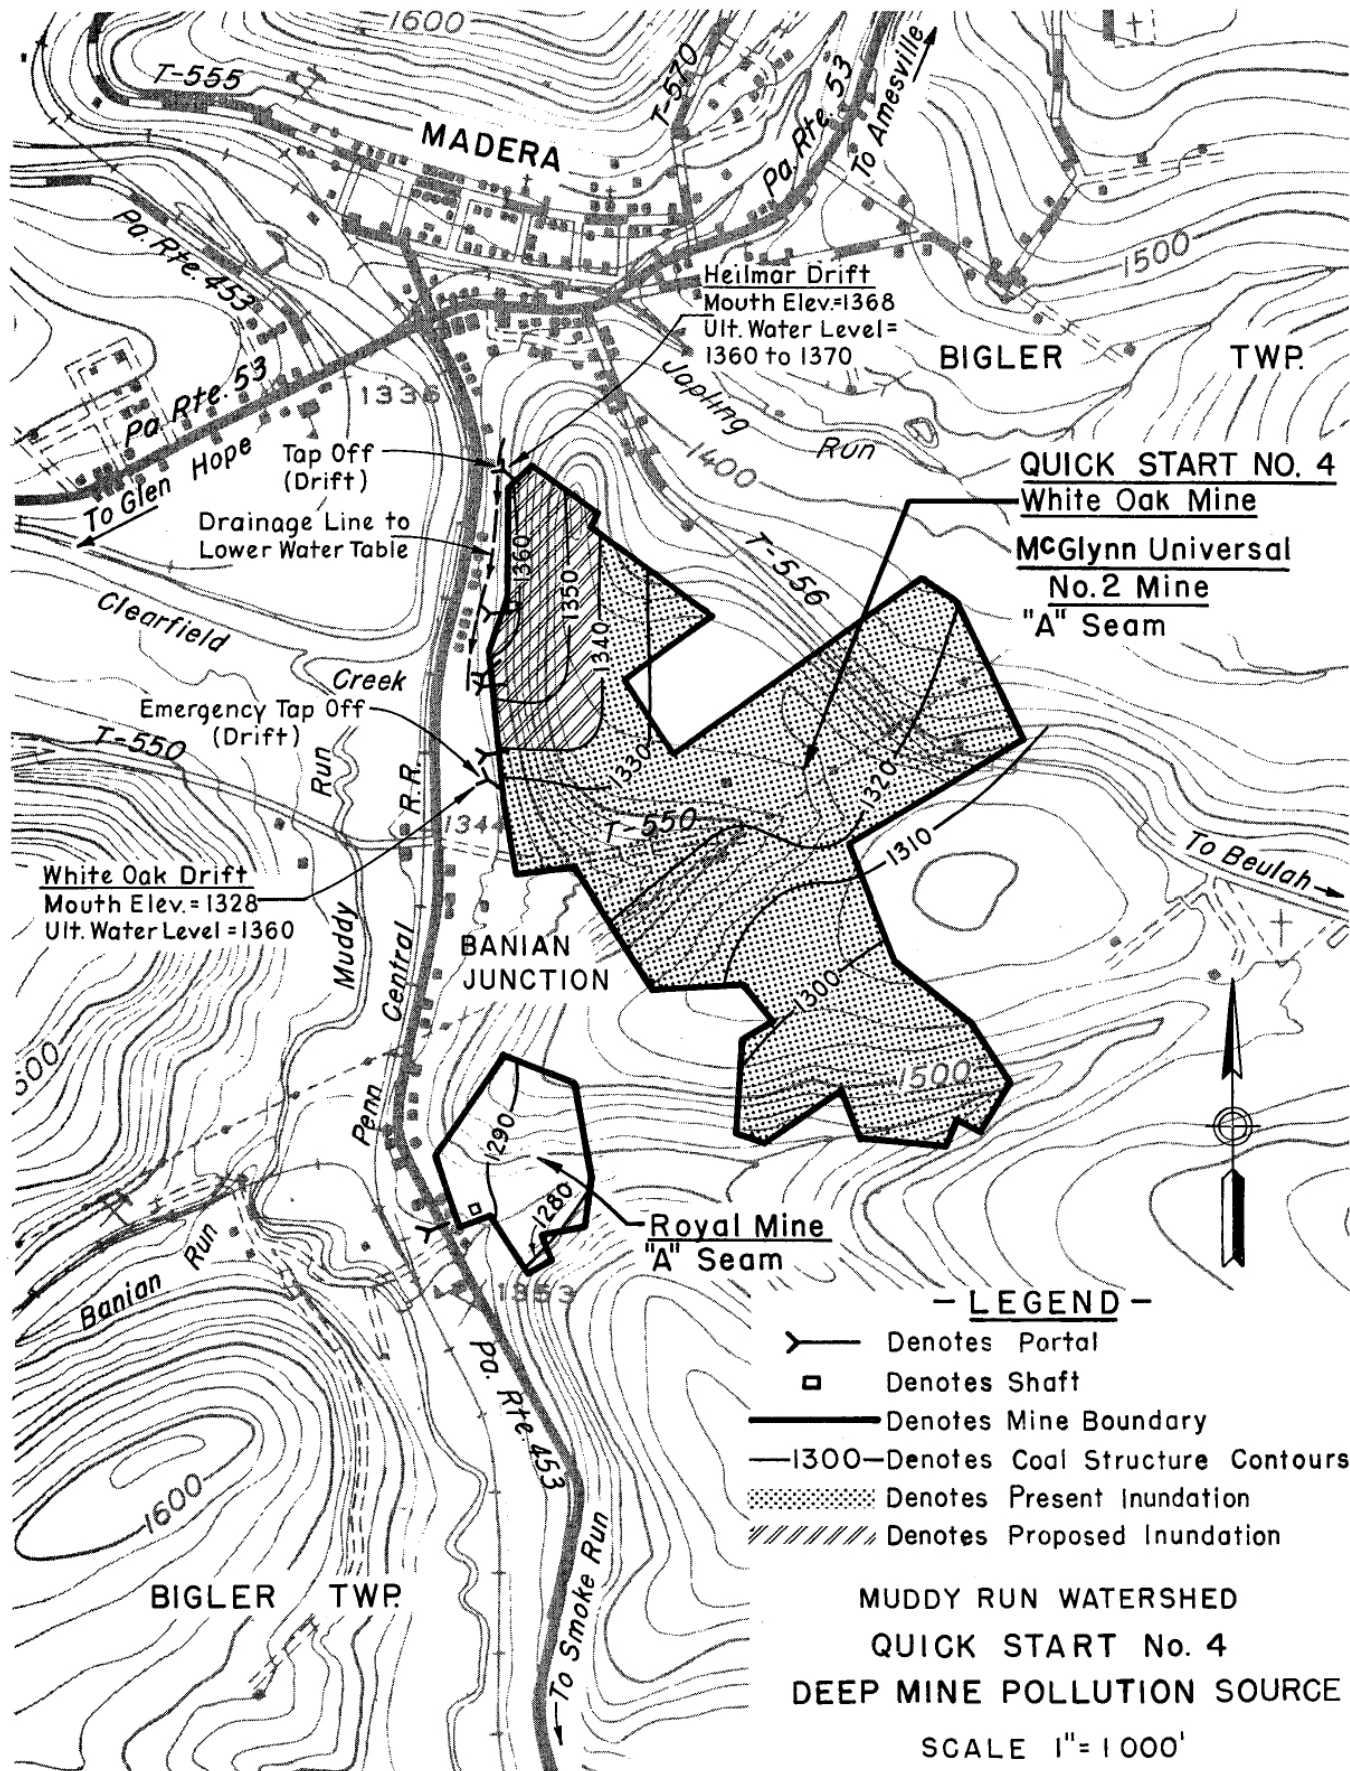 1600
T-555
T-570
Pa. Rte. 53
To Amesville
MADERA
Pa. Rte. 453
1500
Heilmar Drift
Mouth Elev.=1368
Ult. Water Level=
1360 to 1370
BIGLER TWP.
Japling Run
1336
Pa. Rte. 53
To Glen Hope
Tap Off
(Drift)
1400
QUICK START NO. 4
White Oak Mine
McGlynn Universal
No. 2 Mine
"A" Seam
Drainage Line to
Lower Water Table
1360
1350
1340
T-556
Clearfield
Creek
Emergency Tap Off
(Drift)
T-550
Run
R.R.
1330
1320
1344
T-550
1310
To Beulah
White Oak Drift
Mouth Elev. = 1328
Ult. Water Level = 1360
Muddy
Central
BANIAN
JUNCTION
1300
500
1500
Penn
1290
1280
Royal Mine
"A" Seam
Banian Run
1353
- LEGEND -
Denotes Portal
Denotes Shaft
Denotes Mine Boundary
1300 Denotes Coal Structure Contours
Denotes Present Inundation
Denotes Proposed Inundation
Pa. Rte. 453
1600
To Smoke Run
BIGLER TWP.
MUDDY RUN WATERSHED
QUICK START No. 4
DEEP MINE POLLUTION SOURCE
SCALE 1"= 1000'